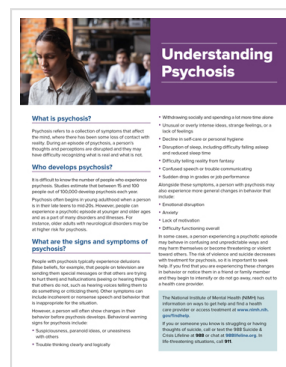 Understanding
Psychosis
What is psychosis?
Psychosis refers to a collection of symptoms that affect
the mind, where there has been some loss of contact with
reality. During an episode of psychosis, a person's
thoughts and perceptions are disrupted and they may
have difficulty recognizing what is real and what is not.
Who develops psychosis?
It is difficult to know the number of people who experience
psychosis. Studies estimate that between 15 and 100
people out of 100,000 develop psychosis each year.
Psychosis often begins in young adulthood when a person
is in their late teens to mid-20s. However, people can
experience a psychotic episode at younger and older ages
and as a part of many disorders and illnesses. For
instance, older adults with neurological disorders may be
at higher risk for psychosis.
What are the signs and symptoms of
psychosis?
People with psychosis typically experience delusions
(false beliefs, for example, that people on television are
sending them special messages or that others are trying
to hurt them) and hallucinations (seeing or hearing things
that others do not, such as hearing voices telling them to
do something or criticizing them). Other symptoms can
include incoherent or nonsense speech and behavior that
is inappropriate for the situation.
However, a person will often show changes in their
behavior before psychosis develops. Behavioral warning
signs for psychosis include:
• Suspiciousness, paranoid ideas, or uneasiness
with others
• Trouble thinking clearly and logically
• Withdrawing socially and spending a lot more time alone
• Unusual or overly intense ideas, strange feelings, or a
lack of feelings
• Decline in self-care or personal hygiene
• Disruption of sleep, including difficulty falling asleep
and reduced sleep time
• Difficulty telling reality from fantasy
• Confused speech or trouble communicating
• Sudden drop in grades or job performance
Alongside these symptoms, a person with psychosis may
also experience more general changes in behavior that
include:
• Emotional disruption
• Anxiety
• Lack of motivation
• Difficulty functioning overall
In some cases, a person experiencing a psychotic episode
may behave in confusing and unpredictable ways and
may harm themselves or become threatening or violent
toward others. The risk of violence and suicide decreases
with treatment for psychosis, so it is important to seek
help. If you find that you are experiencing these changes
in behavior or notice them in a friend or family member
and they begin to intensify or do not go away, reach out to
a health care provider.
The National Institute of Mental Health (NIMH) has
information on ways to get help and find a health
care provider or access treatment at www.nimh.nih.
gov/findhelp.
If you or someone you know is struggling or having
thoughts of suicide, call or text the 988 Suicide &
Crisis Lifeline at 988 or chat at 988lifeline.org. In
life-threatening situations, call 911.